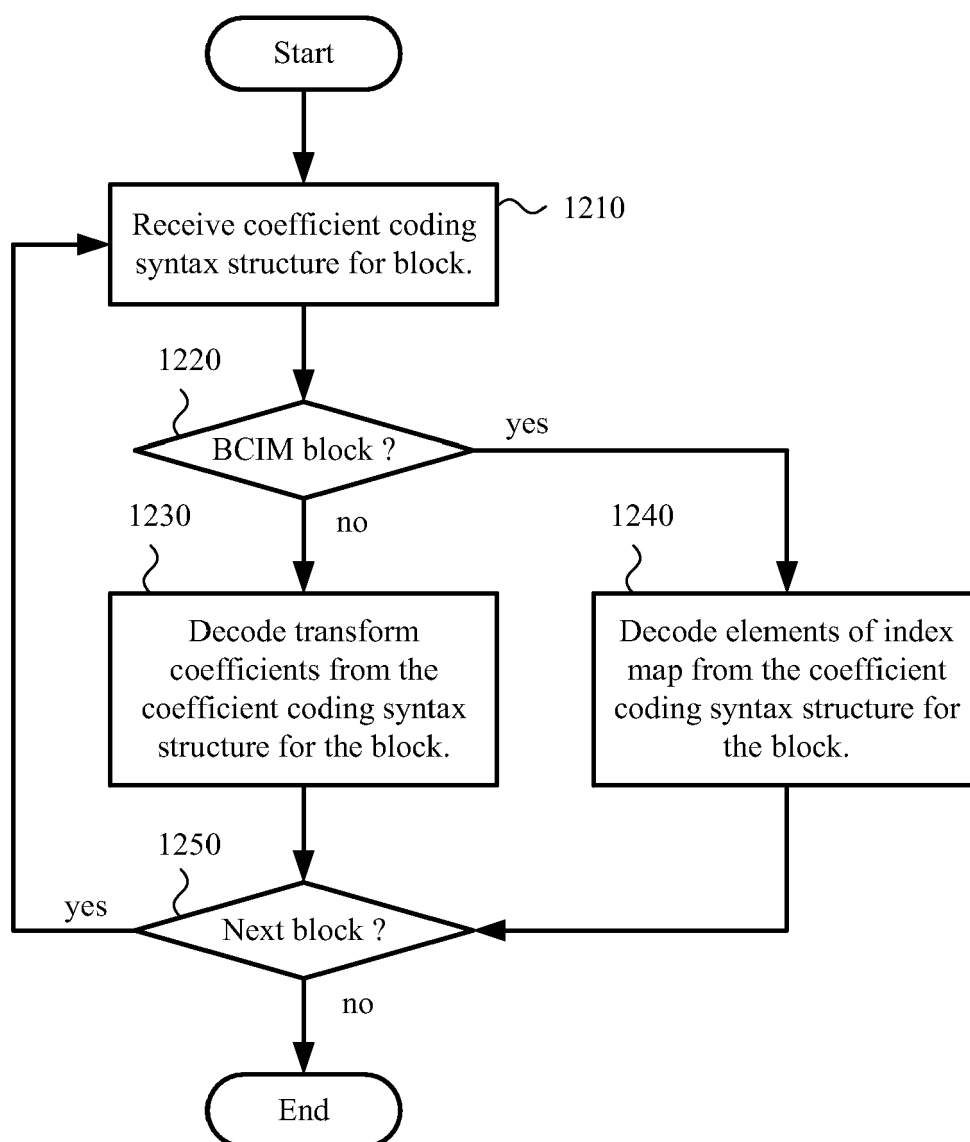 Start
Receive coefficient coding
syntax structure for block.
1210
1220
BCIM block ?
yes
no
1230
Decode transform
coefficients from the
coefficient coding syntax
structure for the block.
1240
Decode elements of index
map from the coefficient
coding syntax structure for
the block.
1250
yes
Next block ?
no
End